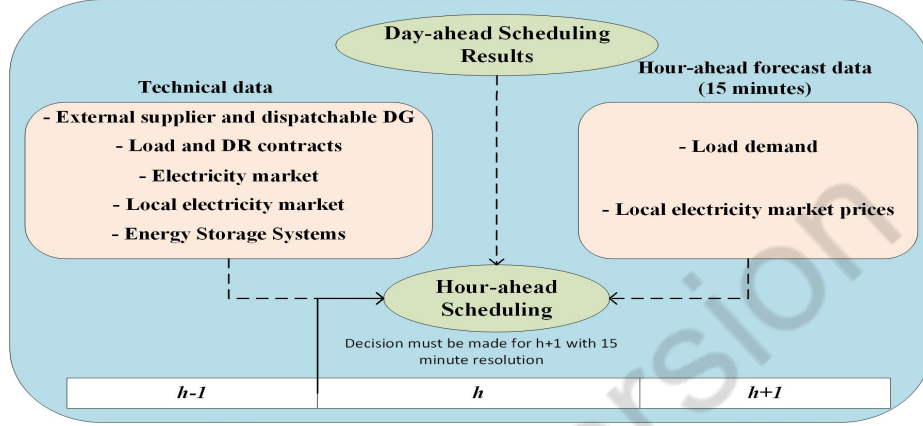 Day-ahead Scheduling
Results
Technical data
- External supplier and dispatchable DG
- Load and DR contracts
- Electricity market
- Local electricity market
- Energy Storage Systems
Hour-ahead forecast data
(15 minutes)
- Load demand
- Local electricity market prices
Hour-ahead
Scheduling
Decision must be made for h+1 with 15
minute resolution
h-1
h
h+1
ersion